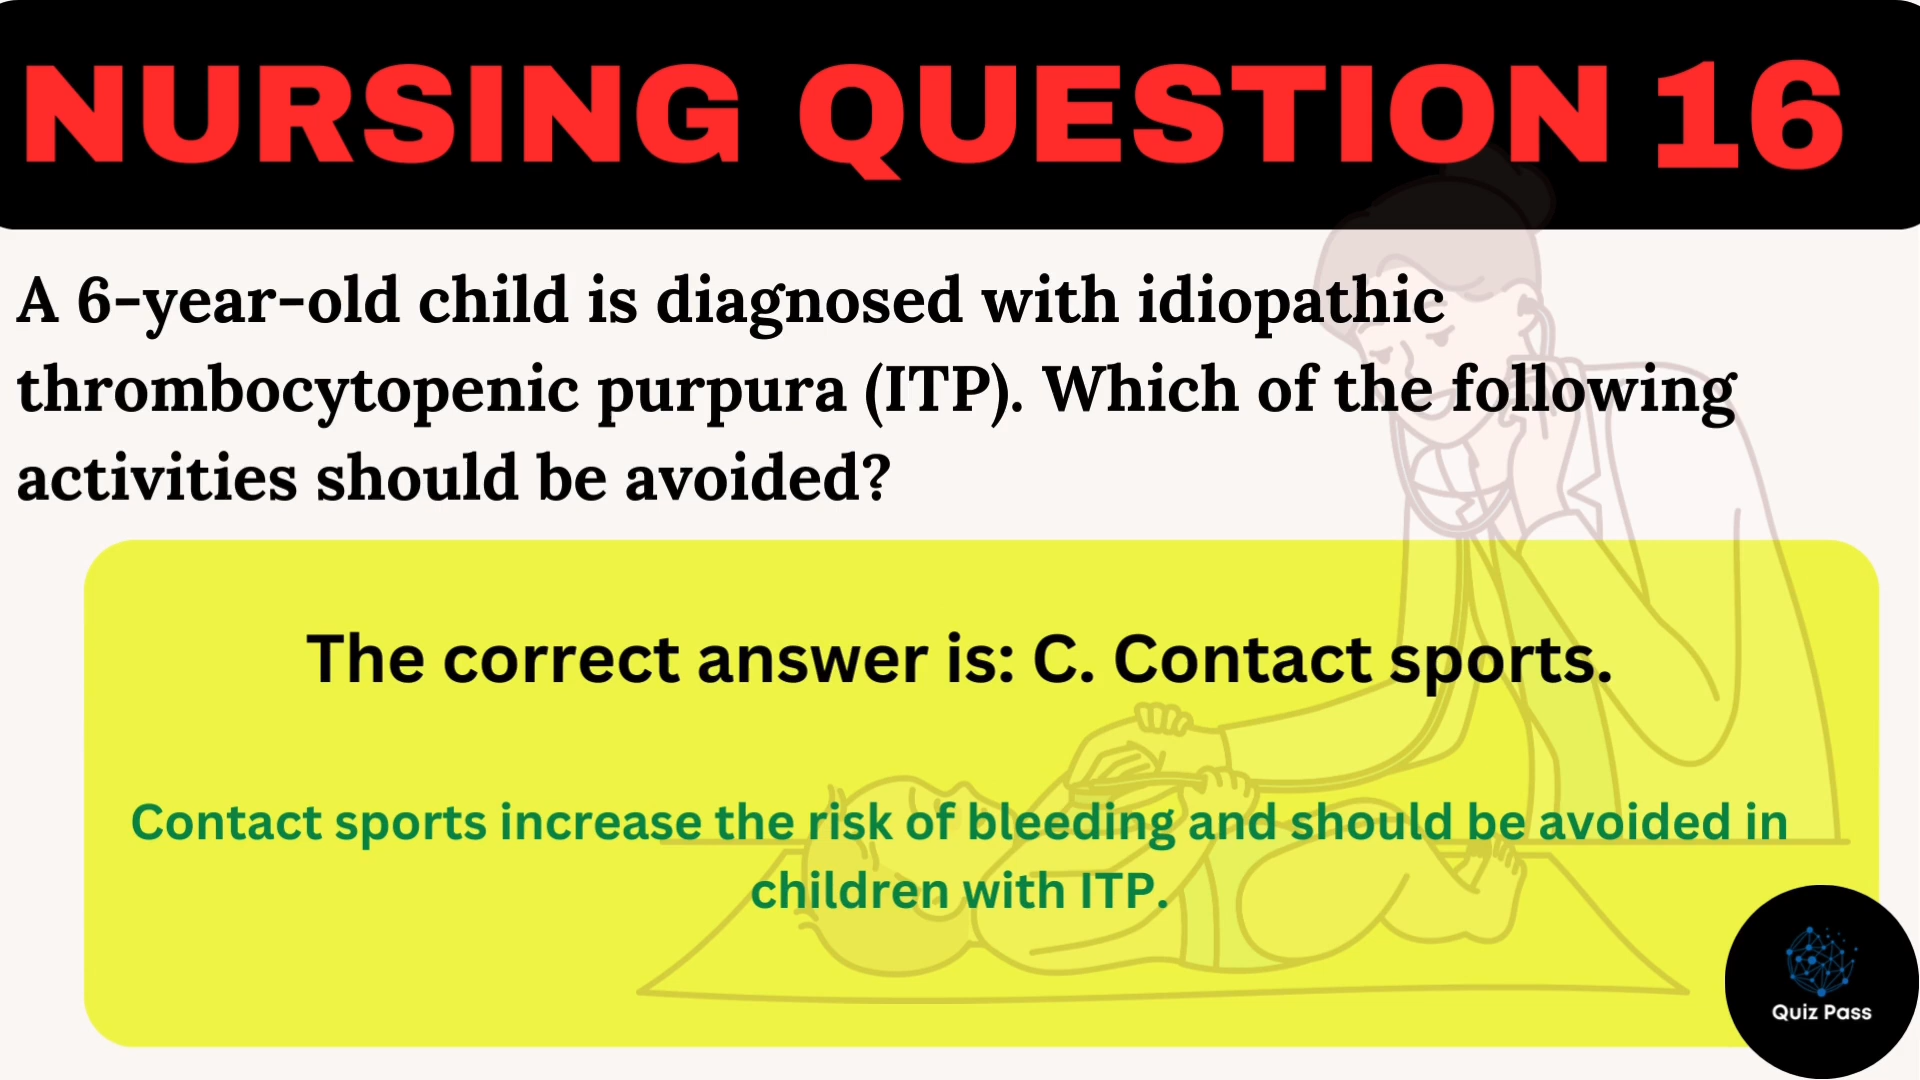 NURSING QUESTION 16
A 6-year-old child is diagnosed with idiopathic
thrombocytopenic purpura (ITP). Which of the following
activities should be avoided?
The correct answer is: C. Contact sports.
Contact sports increase the risk of bleeding and should be avoided in
children with ITP.
Quiz Pass